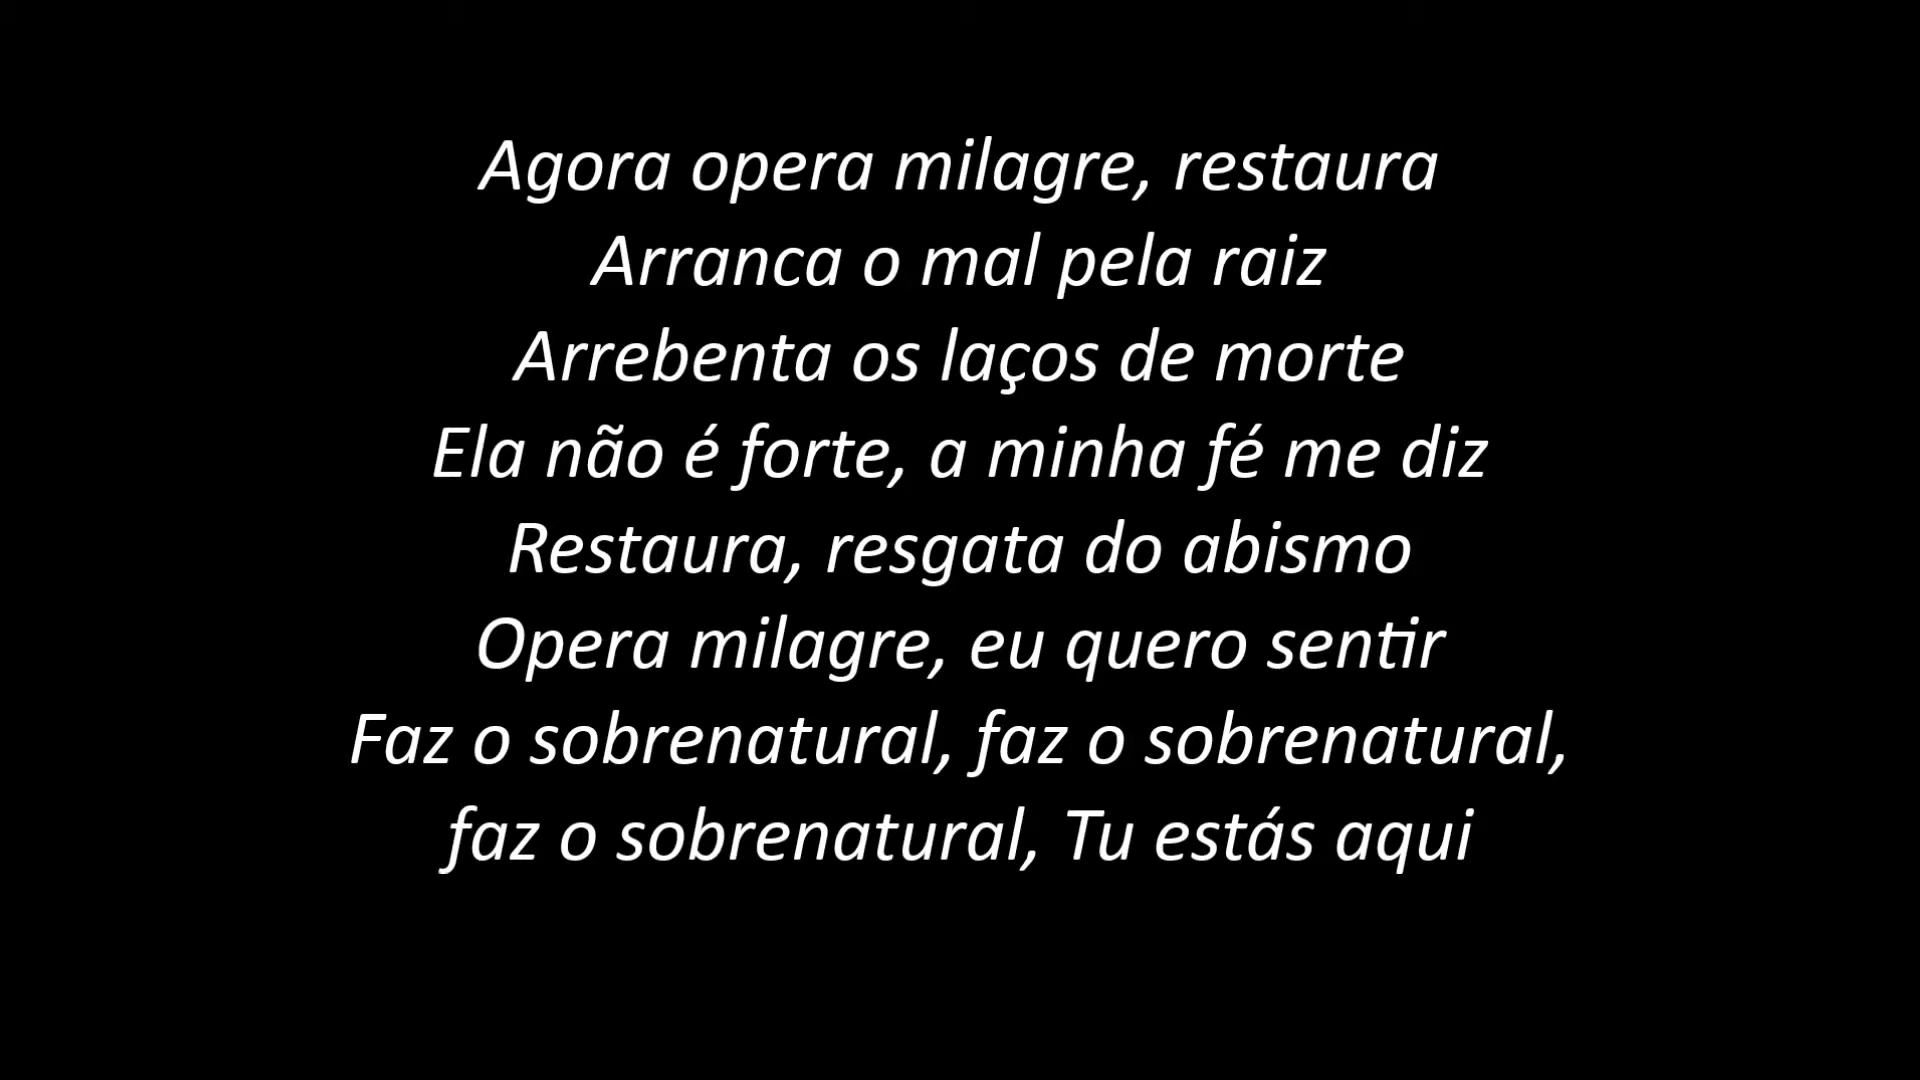 Agora opera milagre, restaura
Arranca o mal pela raiz
Arrebenta os laços de morte
Ela não é forte, a minha fé me diz
Restaura, resgata do abismo
Opera milagre, eu quero sentir
Faz o sobrenatural, faz o sobrenatural,
faz o sobrenatural, Tu estás aqui